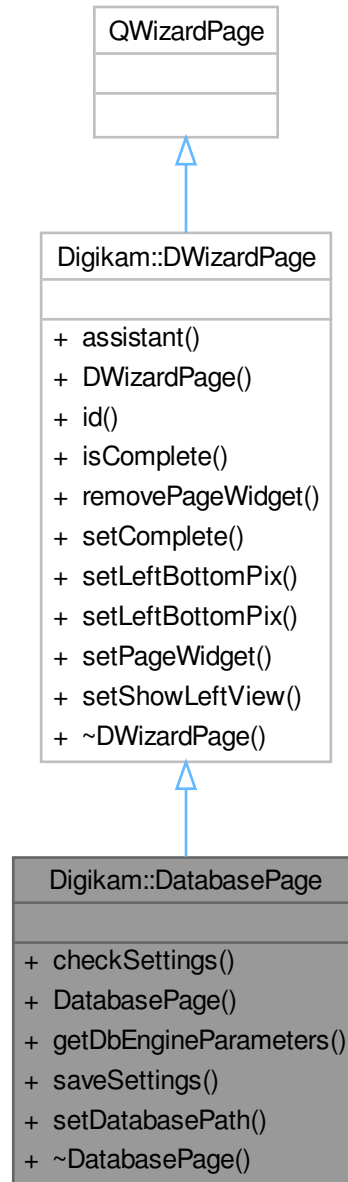 QWizardPage
Digikam::DWizardPage
+ assistant()
+ DWizardPage()
+ id()
+ isComplete()
+ removePageWidget()
+ setComplete()
+ setLeftBottomPix()
+ setLeftBottomPix()
+ setPageWidget()
+ setShowLeftView()
+ ~DWizardPage()
Digikam::DatabasePage
+ checkSettings()
+ DatabasePage()
+ getDbEngineParameters()
+ saveSettings()
+ setDatabasePath()
+ ~DatabasePage()